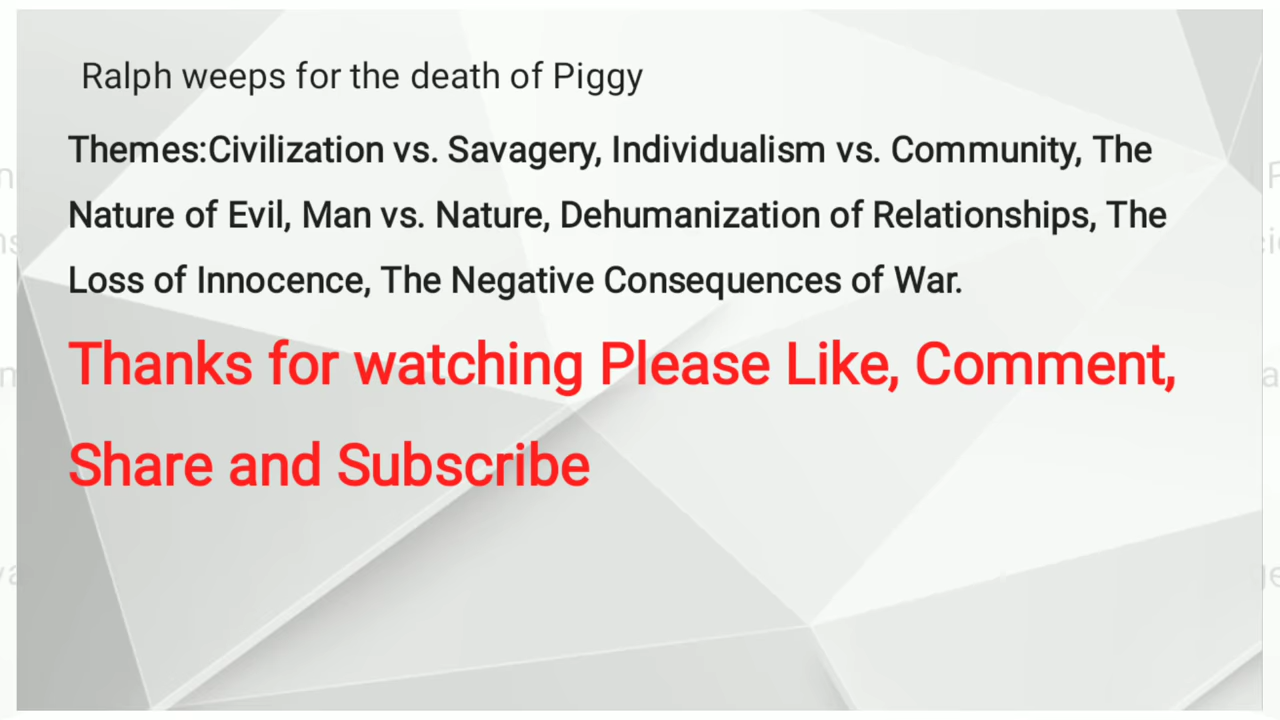 Ralph weeps for the death of Piggy
Themes:Civilization vs. Savagery, Individualism vs. Community, The
Nature of Evil, Man vs. Nature, Dehumanization of Relationships, The
Loss of Innocence, The Negative Consequences of War.
Thanks for watching Please Like, Comment,
Share and Subscribe